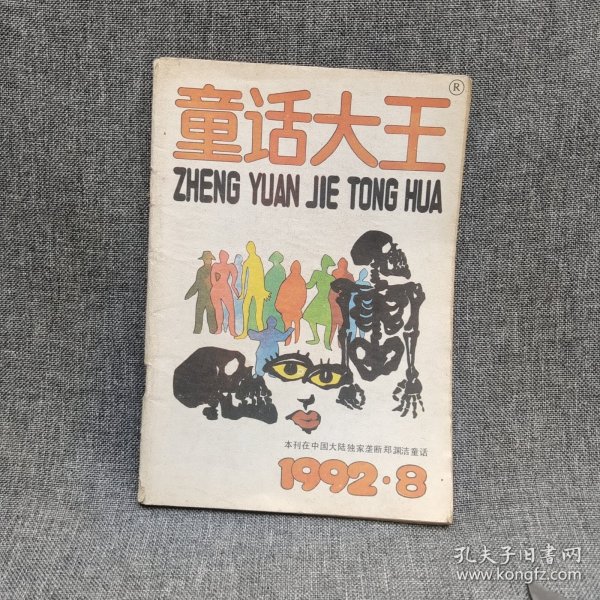 童话大王®
ZHENG YUAN JIE TONG HUA
本刊在中国大陆独家垄断郑渊洁童话
1992·8
孔夫子旧书网
www.kongfz.com